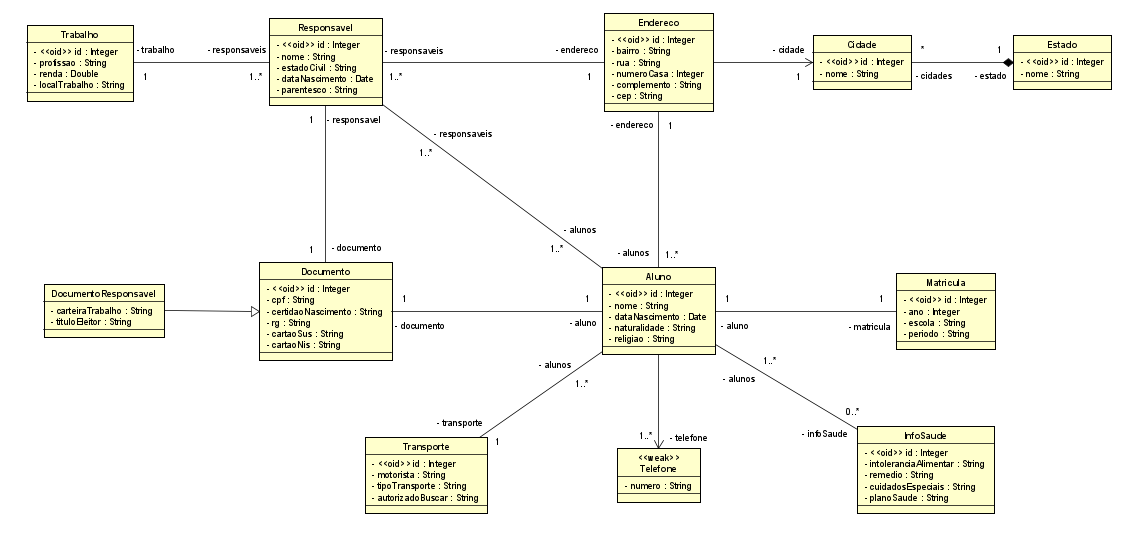 Trabalho
- <<oid>> id : Integer
- profissao : String
- renda : Double
- localTrabalho : String
- trabalho
1
- responsaveis
1..*
Responsavel
- <<oid>> id : Integer
- nome : String
- estadoCivil : String
- dataNascimento : Date
- parentesco : String
- responsaveis
1..*
- endereco
1
Endereco
- <<oid>> id : Integer
- bairro : String
- rua : String
- numeroCasa : Integer
- complemento : String
- cep : String
- cidade
1
Cidade
- <<oid>> id : Integer
- nome : String
*
- cidades
1
- estado
Estado
- <<oid>> id : Integer
- nome : String
1
- responsavel
- responsaveis
1..*
- endereco
1
1
- documento
- alunos
1..*
- alunos
1..*
DocumentoResponsavel
- carteiraTrabalho : String
- tituloEleitor : String
Documento
- <<oid>> id : Integer
- cpf : String
- certidaoNascimento : String
- rg : String
- cartaoSus : String
- cartaoNis : String
1
- documento
1
- aluno
Aluno
- <<oid>> id : Integer
- nome : String
- dataNascimento : Date
- naturalidade : String
- religiao : String
1
- aluno
1
- matricula
Matricula
- <<oid>> id : Integer
- ano : Integer
- escola : String
- periodo : String
- alunos
1..*
- transporte
1
1..*
- telefone
1..*
- alunos
0..*
- infoSaude
Transporte
- <<oid>> id : Integer
- motorista : String
- tipoTransporte : String
- autorizadoBuscar : String
<<weak>>
Telefone
- numero : String
InfoSaude
- <<oid>> id : Integer
- intoleranciaAlimentar : String
- remedio : String
- cuidadosEspeciais : String
- planoSaude : String